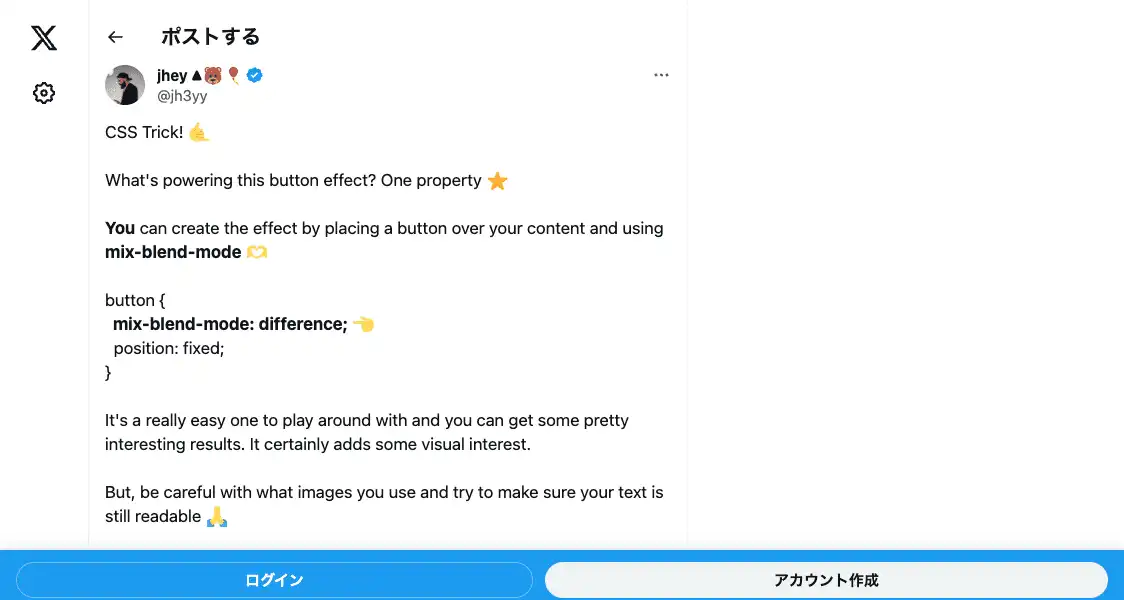 ポストする
jhey ▲🐻🎈
@jh3yy
CSS Trick! 🤙
What's powering this button effect? One property ⭐
You can create the effect by placing a button over your content and using
mix-blend-mode 🫶
button {
mix-blend-mode: difference; 👈
position: fixed;
}
It's a really easy one to play around with and you can get some pretty
interesting results. It certainly adds some visual interest.
But, be careful with what images you use and try to make sure your text is
still readable 🙏
ログイン
アカウント作成